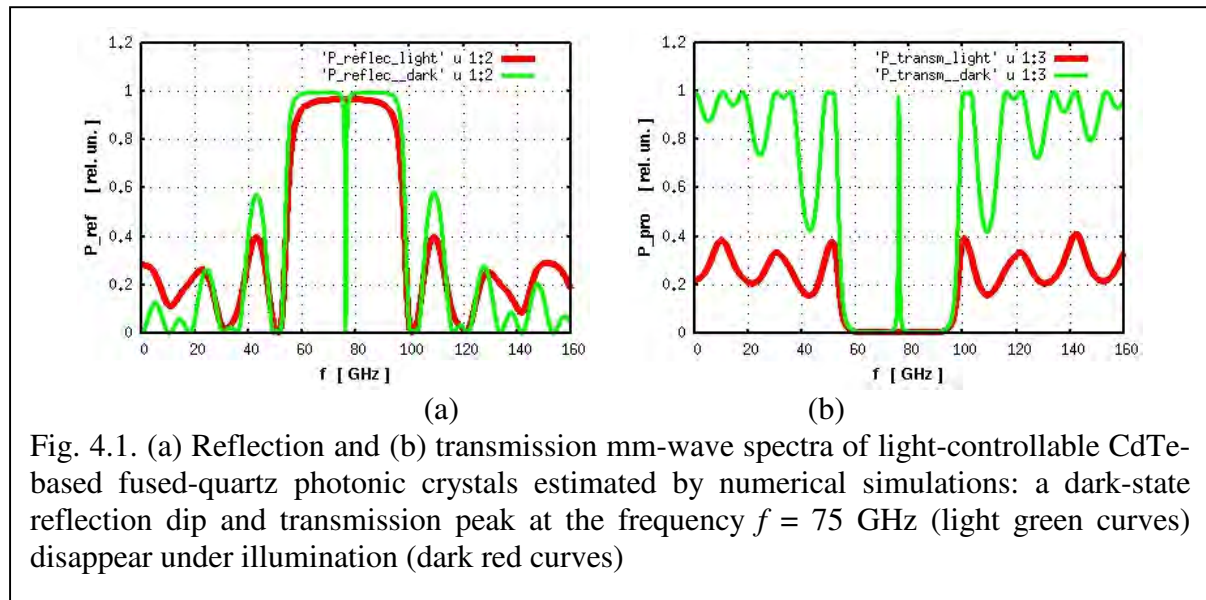 1.2
1
0.8
0.6
0.4
0.2
0
P_ref [ rel. un. ]
'P_reflec_light' u 1:2
'P_reflec__dark' u 1:2
0 20 40 60 80 100 120 140 160
f [ GHz ]
(a)
1.2
1
0.8
0.6
0.4
0.2
0
P_pro [ rel. un. ]
'P_transm_light' u 1:3
'P_transm__dark' u 1:3
0 20 40 60 80 100 120 140 160
f [ GHz ]
(b)
Fig. 4.1. (a) Reflection and (b) transmission mm-wave spectra of light-controllable CdTe-
based fused-quartz photonic crystals estimated by numerical simulations: a dark-state
reflection dip and transmission peak at the frequency f = 75 GHz (light green curves)
disappear under illumination (dark red curves)